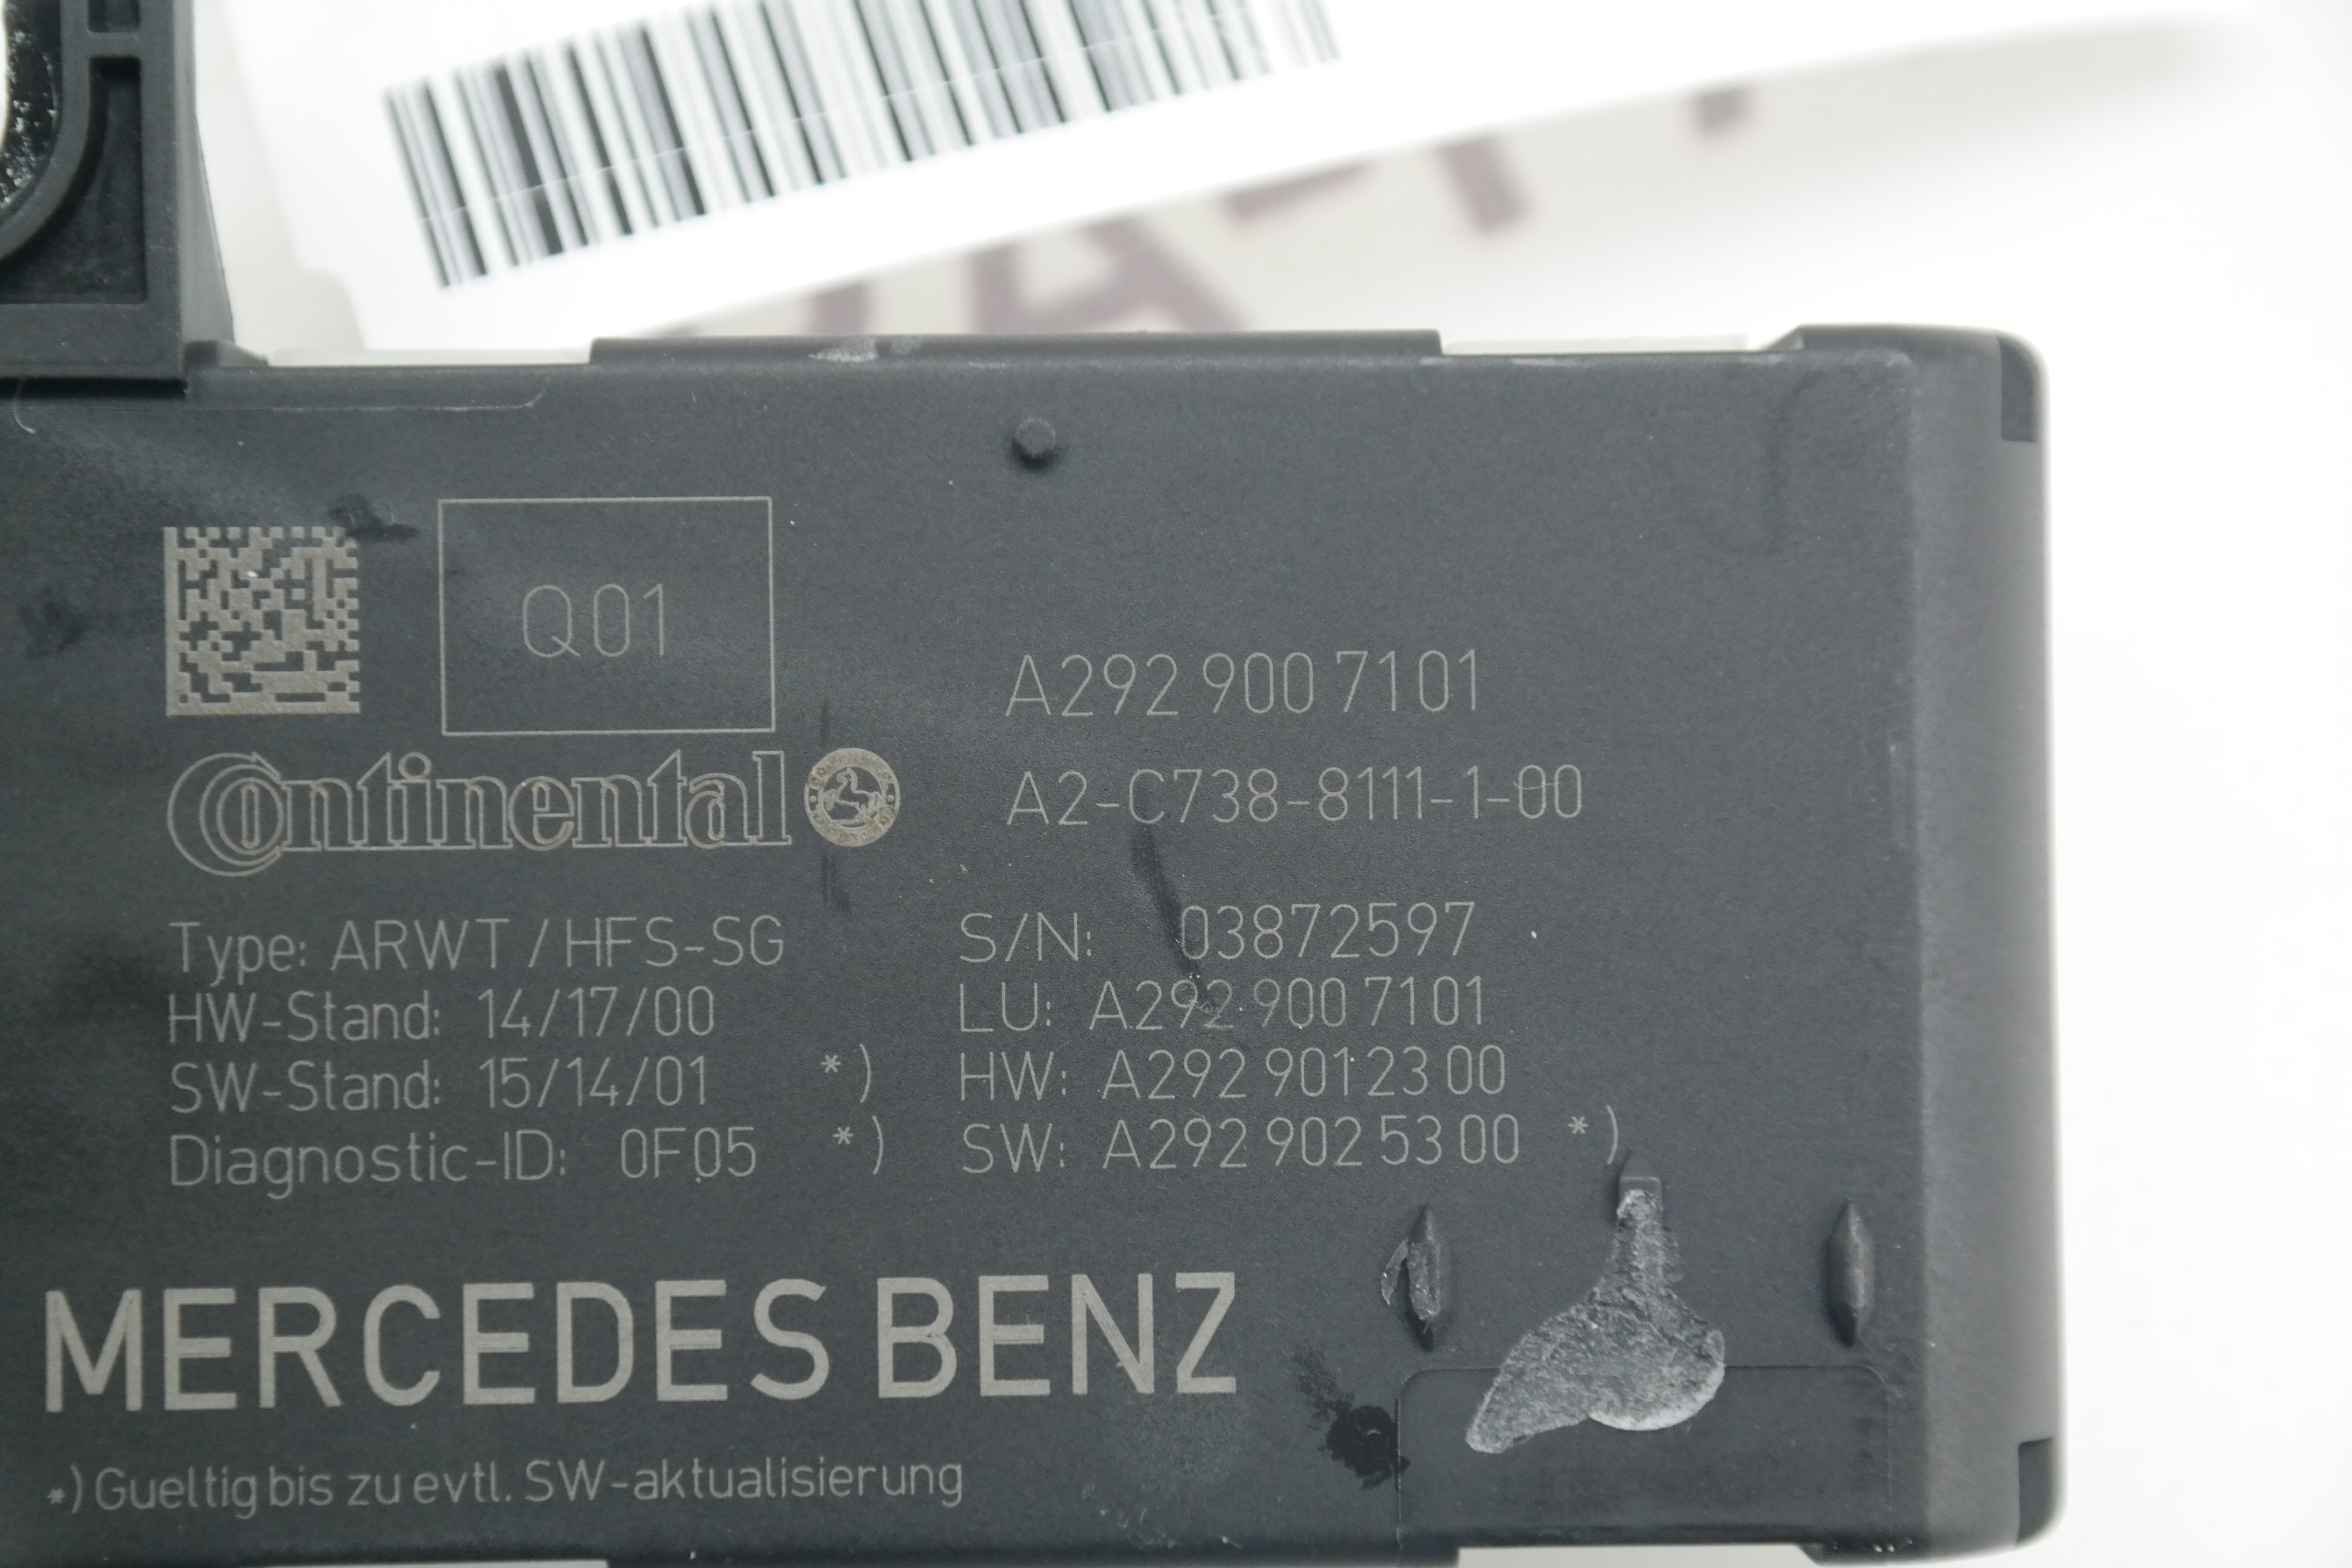 Q01
A292 900 7101
Continental
A2-C738-8111-1-00
Type: ARWT / HFS-SG
HW-Stand: 14/17/00
SW-Stand: 15/14/01 *)
Diagnostic-ID: 0F05 *)
S/N: 03872597
LU: A292 900 7101
HW: A292 901 23 00
SW: A292 902 53 00 *)
MERCEDES BENZ
*) Gueltig bis zu evtl. SW-aktualisierung